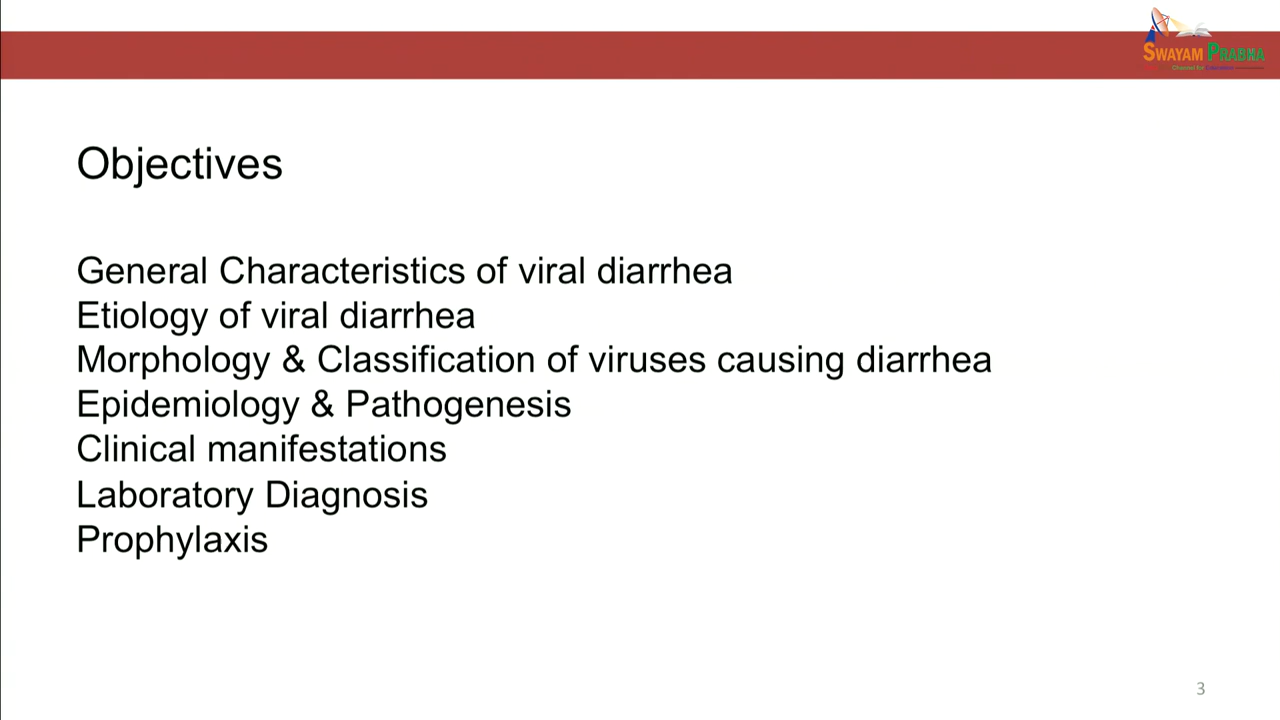 SWAYAM PRABHA
Objectives
General Characteristics of viral diarrhea
Etiology of viral diarrhea
Morphology & Classification of viruses causing diarrhea
Epidemiology & Pathogenesis
Clinical manifestations
Laboratory Diagnosis
Prophylaxis
3